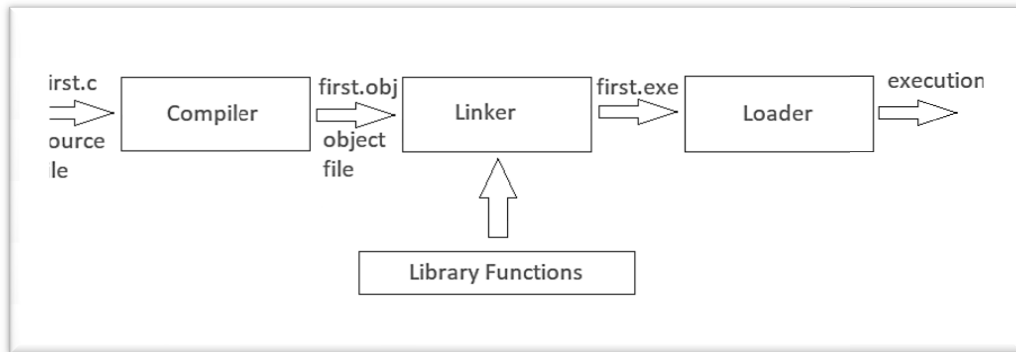 irst.c
ource
le
Compiler
first.obj
object
file
Linker
first.exe
Loader
execution
Library Functions